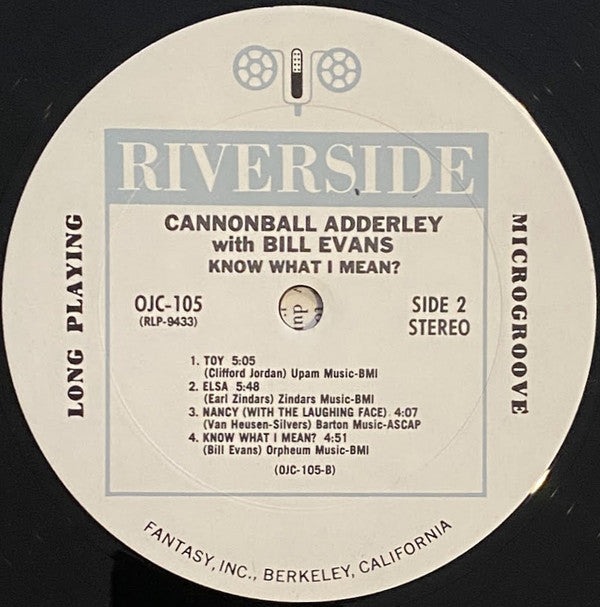 RIVERSIDE
CANNONBALL ADDERLEY
with BILL EVANS
KNOW WHAT I MEAN?
LONG PLAYING
MICROGROOVE
OJC-105
(RLP-9433)
SIDE 2
STEREO
1. TOY 5:05
(Clifford Jordan) Upam Music-BMI
2. ELSA 5:48
(Earl Zindars) Zindars Music-BMI
3. NANCY (WITH THE LAUGHING FACE) 4:07
(Van Heusen-Silvers) Barton Music-ASCAP
4. KNOW WHAT I MEAN? 4:51
(Bill Evans) Orpheum Music-BMI
(OJC-105-B)
FANTASY, INC., BERKELEY, CALIFORNIA